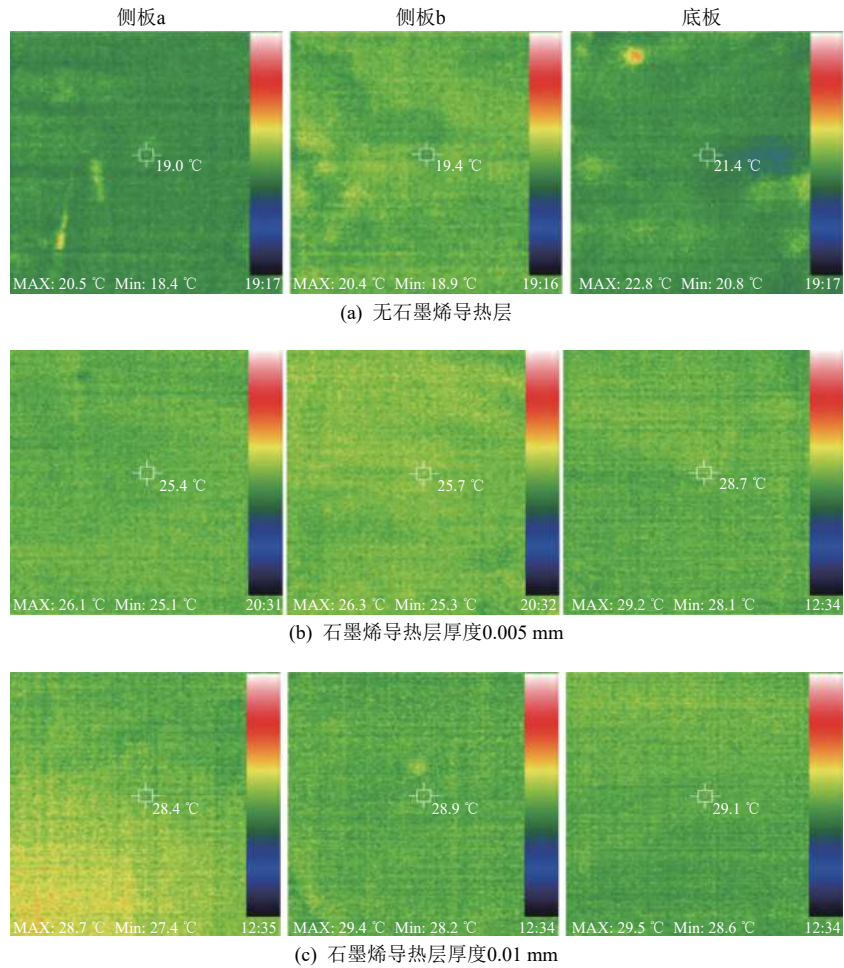 侧板a 侧板b 底板
19.0 ℃ 19.4 ℃ 21.4 ℃
MAX: 20.5 ℃ Min: 18.4 ℃ 19:17 MAX: 20.4 ℃ Min: 18.9 ℃ 19:16 MAX: 22.8 ℃ Min: 20.8 ℃ 19:17
(a) 无石墨烯导热层
25.4 ℃ 25.7 ℃ 28.7 ℃
MAX: 26.1 ℃ Min: 25.1 ℃ 20:31 MAX: 26.3 ℃ Min: 25.3 ℃ 20:32 MAX: 29.2 ℃ Min: 28.1 ℃ 12:34
(b) 石墨烯导热层厚度0.005 mm
28.4 ℃ 28.9 ℃ 29.1 ℃
MAX: 28.7 ℃ Min: 27.4 ℃ 12:35 MAX: 29.4 ℃ Min: 28.2 ℃ 12:34 MAX: 29.5 ℃ Min: 28.6 ℃ 12:34
(c) 石墨烯导热层厚度0.01 mm